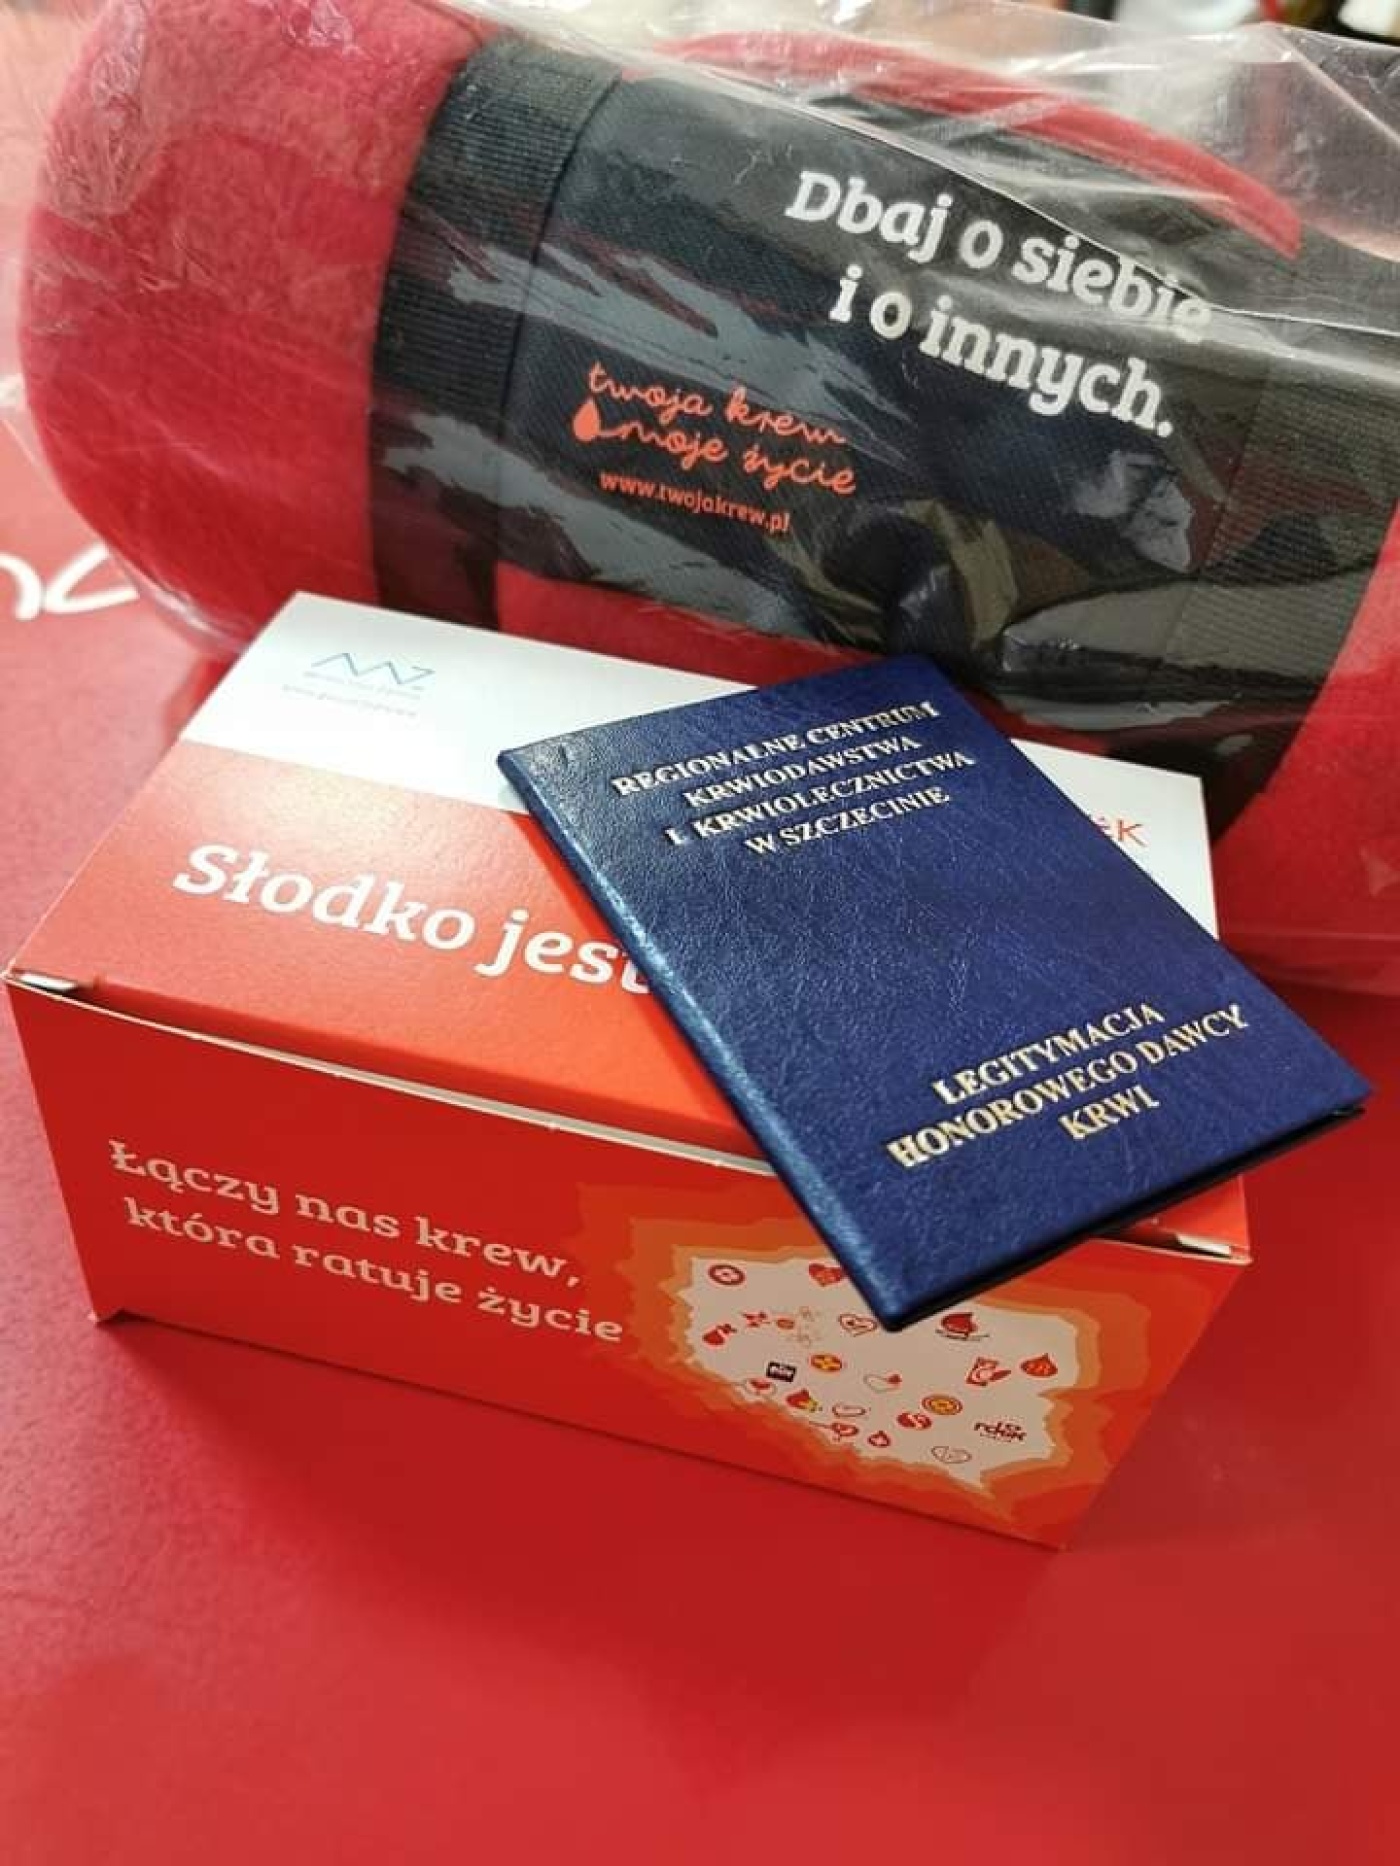 Dbaj o siebie
i o innych.
twoja krew
moje życie
www.twojakrew.pl
REGIONALNE CENTRUM
KRWIODAWSTWA
I KRWIOLECZNICTWA
W SZCZECINIE
LEGITYMACJA
HONOROWEGO DAWCY
KRWI
Słodko jest
Łączy nas krew,
która ratuje życie